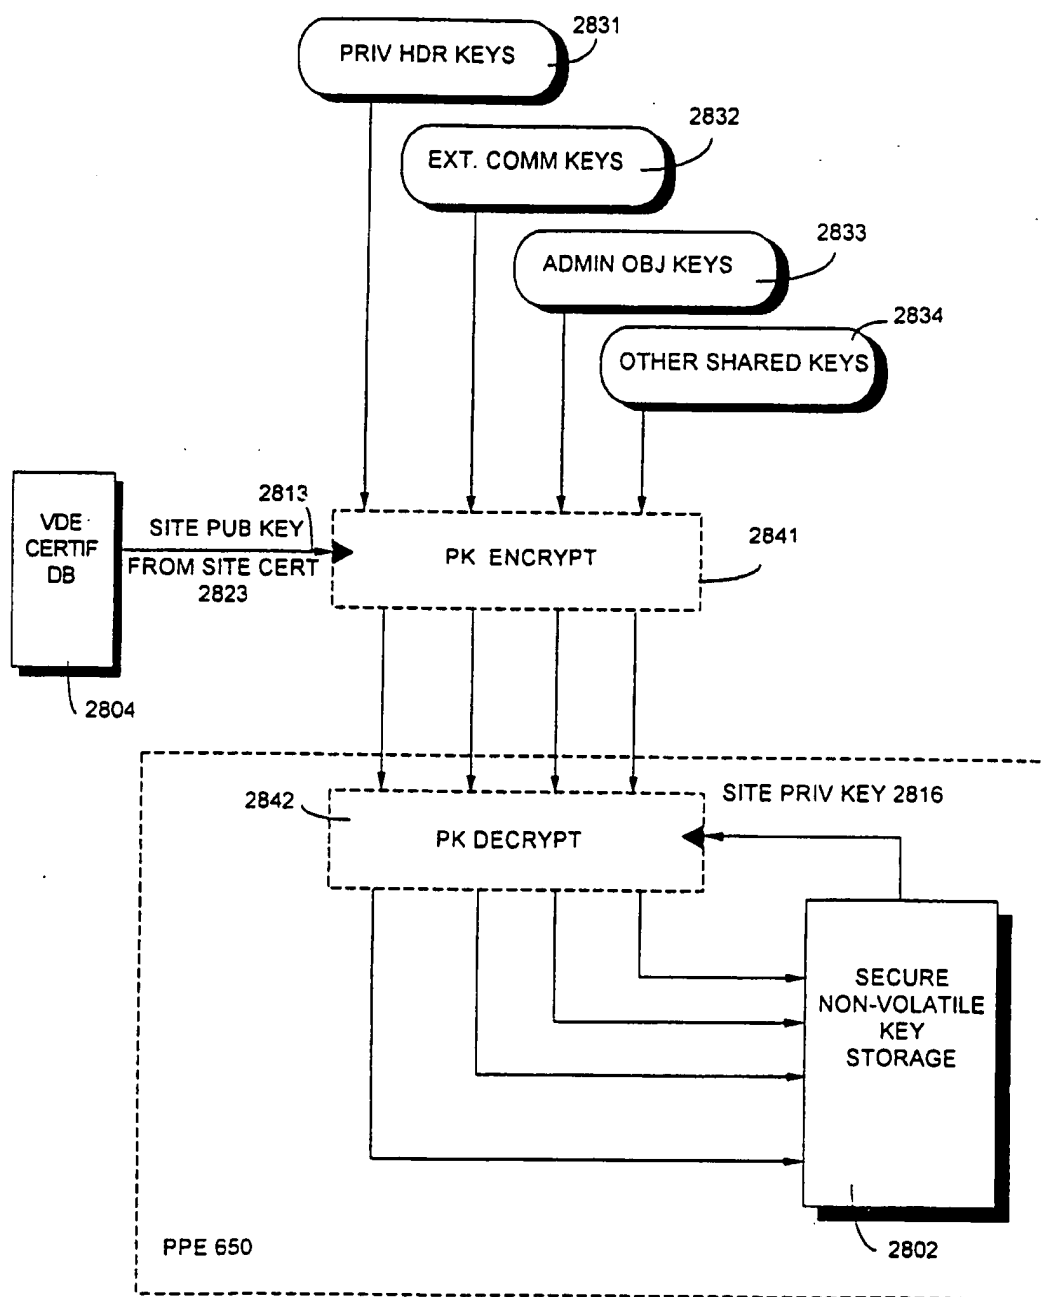 2831
PRIV HDR KEYS
2832
EXT. COMM KEYS
2833
ADMIN OBJ KEYS
2834
OTHER SHARED KEYS
VDE
CERTIF
DB
2813
SITE PUB KEY
FROM SITE CERT
2823
PK ENCRYPT
2841
2804
2842
SITE PRIV KEY 2816
PK DECRYPT
SECURE
NON-VOLATILE
KEY
STORAGE
PPE 650
2802